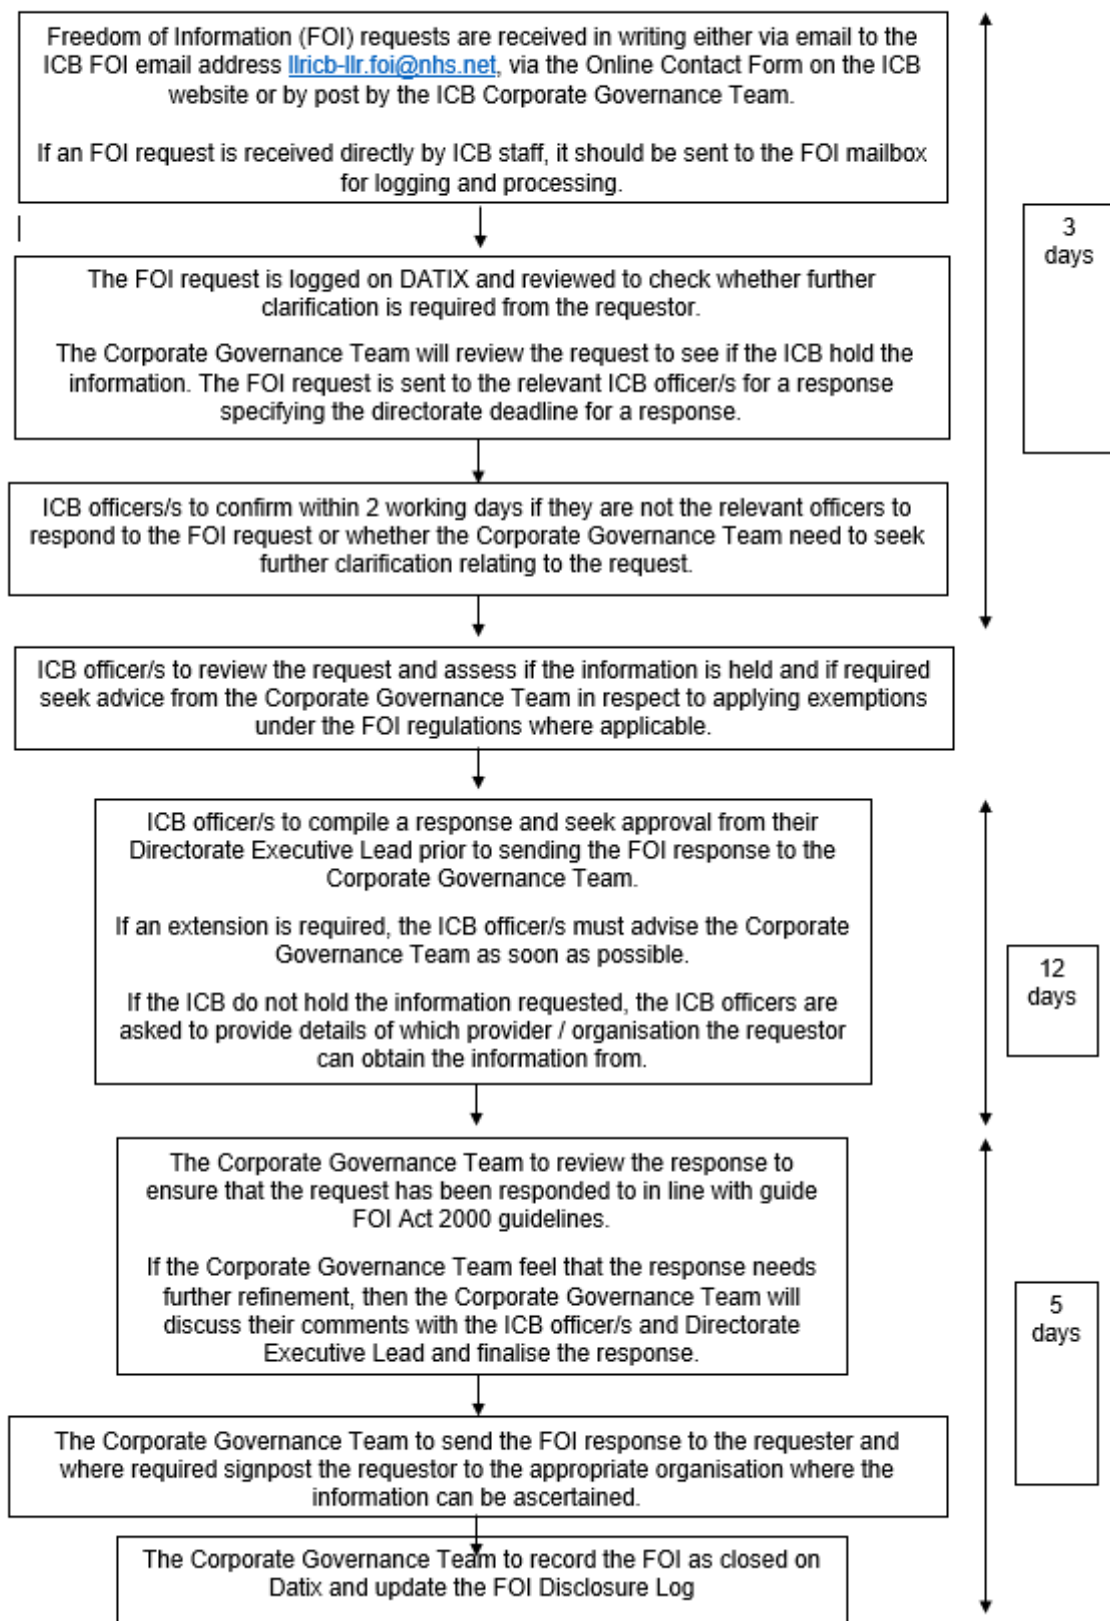 Freedom of Information (FOI) requests are received in writing either via email to the
ICB FOI email address llricb-llr.foi@nhs.net, via the Online Contact Form on the ICB
website or by post by the ICB Corporate Governance Team.
If an FOI request is received directly by ICB staff, it should be sent to the FOI mailbox
for logging and processing.
3
days
The FOI request is logged on DATIX and reviewed to check whether further
clarification is required from the requestor.
The Corporate Governance Team will review the request to see if the ICB hold the
information. The FOI request is sent to the relevant ICB officer/s for a response
specifying the directorate deadline for a response.
ICB officers/s to confirm within 2 working days if they are not the relevant officers to
respond to the FOI request or whether the Corporate Governance Team need to seek
further clarification relating to the request.
ICB officer/s to review the request and assess if the information is held and if required
seek advice from the Corporate Governance Team in respect to applying exemptions
under the FOI regulations where applicable.
ICB officer/s to compile a response and seek approval from their
Directorate Executive Lead prior to sending the FOI response to the
Corporate Governance Team.
If an extension is required, the ICB officer/s must advise the Corporate
Governance Team as soon as possible.
If the ICB do not hold the information requested, the ICB officers are
asked to provide details of which provider / organisation the requestor
can obtain the information from.
12
days
The Corporate Governance Team to review the response to
ensure that the request has been responded to in line with guide
FOI Act 2000 guidelines.
If the Corporate Governance Team feel that the response needs
further refinement, then the Corporate Governance Team will
discuss their comments with the ICB officer/s and Directorate
Executive Lead and finalise the response.
5
days
The Corporate Governance Team to send the FOI response to the requester and
where required signpost the requestor to the appropriate organisation where the
information can be ascertained.
The Corporate Governance Team to record the FOI as closed on
Datix and update the FOI Disclosure Log